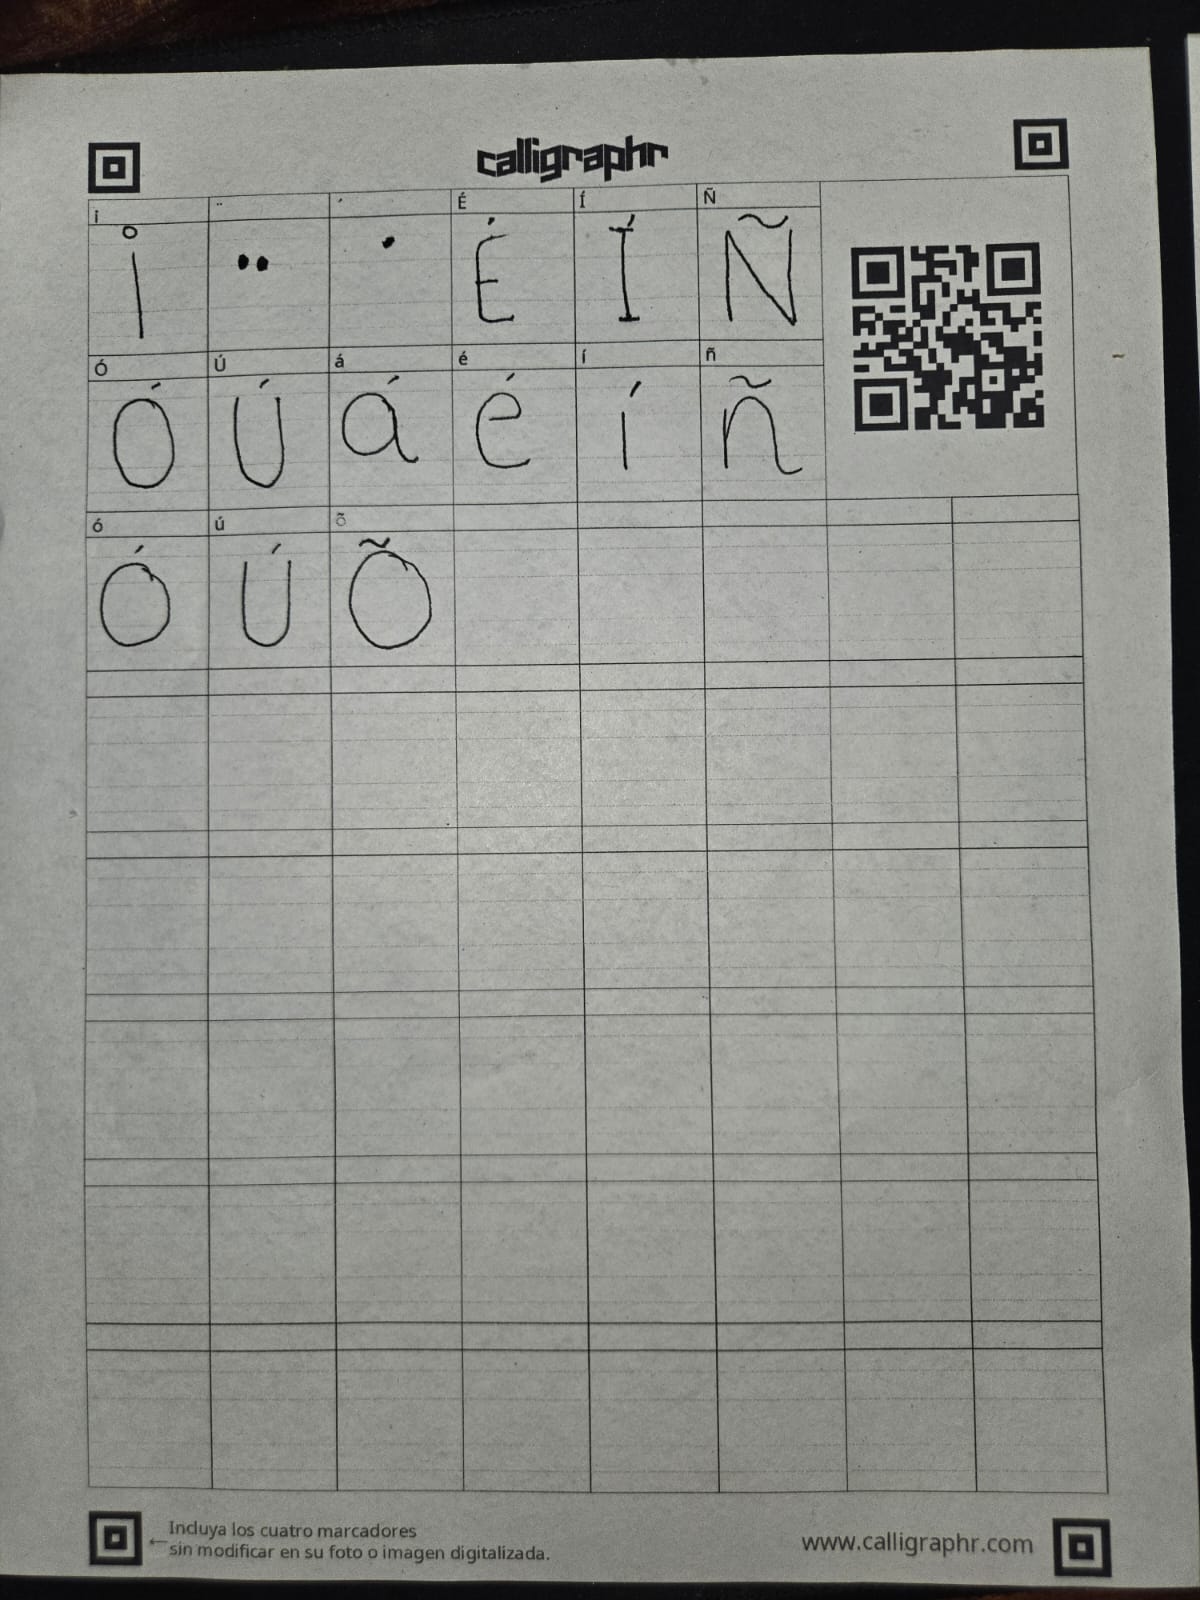 calligraphr
¡ ¨ ´ É Í Ñ
¡ ¨ ´ É Í Ñ
Ó Ú á é í ñ
Ó Ú á é í ñ
ó ú õ
ó ú õ
Incluya los cuatro marcadores
←sin modificar en su foto o imagen digitalizada.
www.calligraphr.com